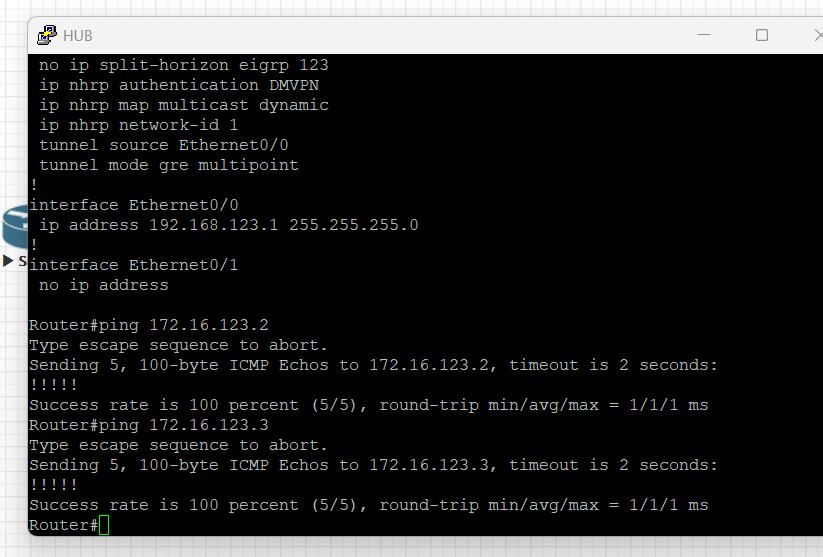 HUB
no ip split-horizon eigrp 123
ip nhrp authentication DMVPN
ip nhrp map multicast dynamic
ip nhrp network-id 1
tunnel source Ethernet0/0
tunnel mode gre multipoint
!
interface Ethernet0/0
ip address 192.168.123.1 255.255.255.0
!
S
interface Ethernet0/1
no ip address
Router#ping 172.16.123.2
Type escape sequence to abort.
Sending 5, 100-byte ICMP Echos to 172.16.123.2, timeout is 2 seconds:
!!!!!
Success rate is 100 percent (5/5), round-trip min/avg/max = 1/1/1 ms
Router#ping 172.16.123.3
Type escape sequence to abort.
Sending 5, 100-byte ICMP Echos to 172.16.123.3, timeout is 2 seconds:
!!!!!
Success rate is 100 percent (5/5), round-trip min/avg/max = 1/1/1 ms
Router#